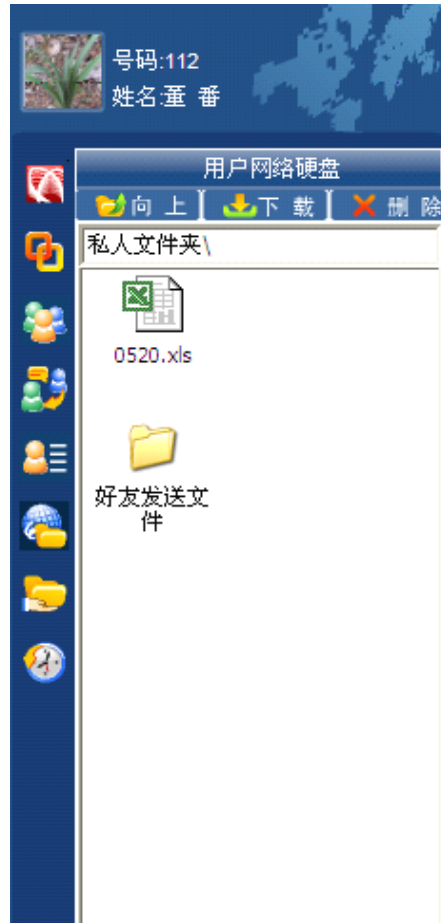 号码:112
姓名:董 番
用户网络硬盘
向 上 下 载 删 除
私人文件夹\
0520.xls
好友发送文
件